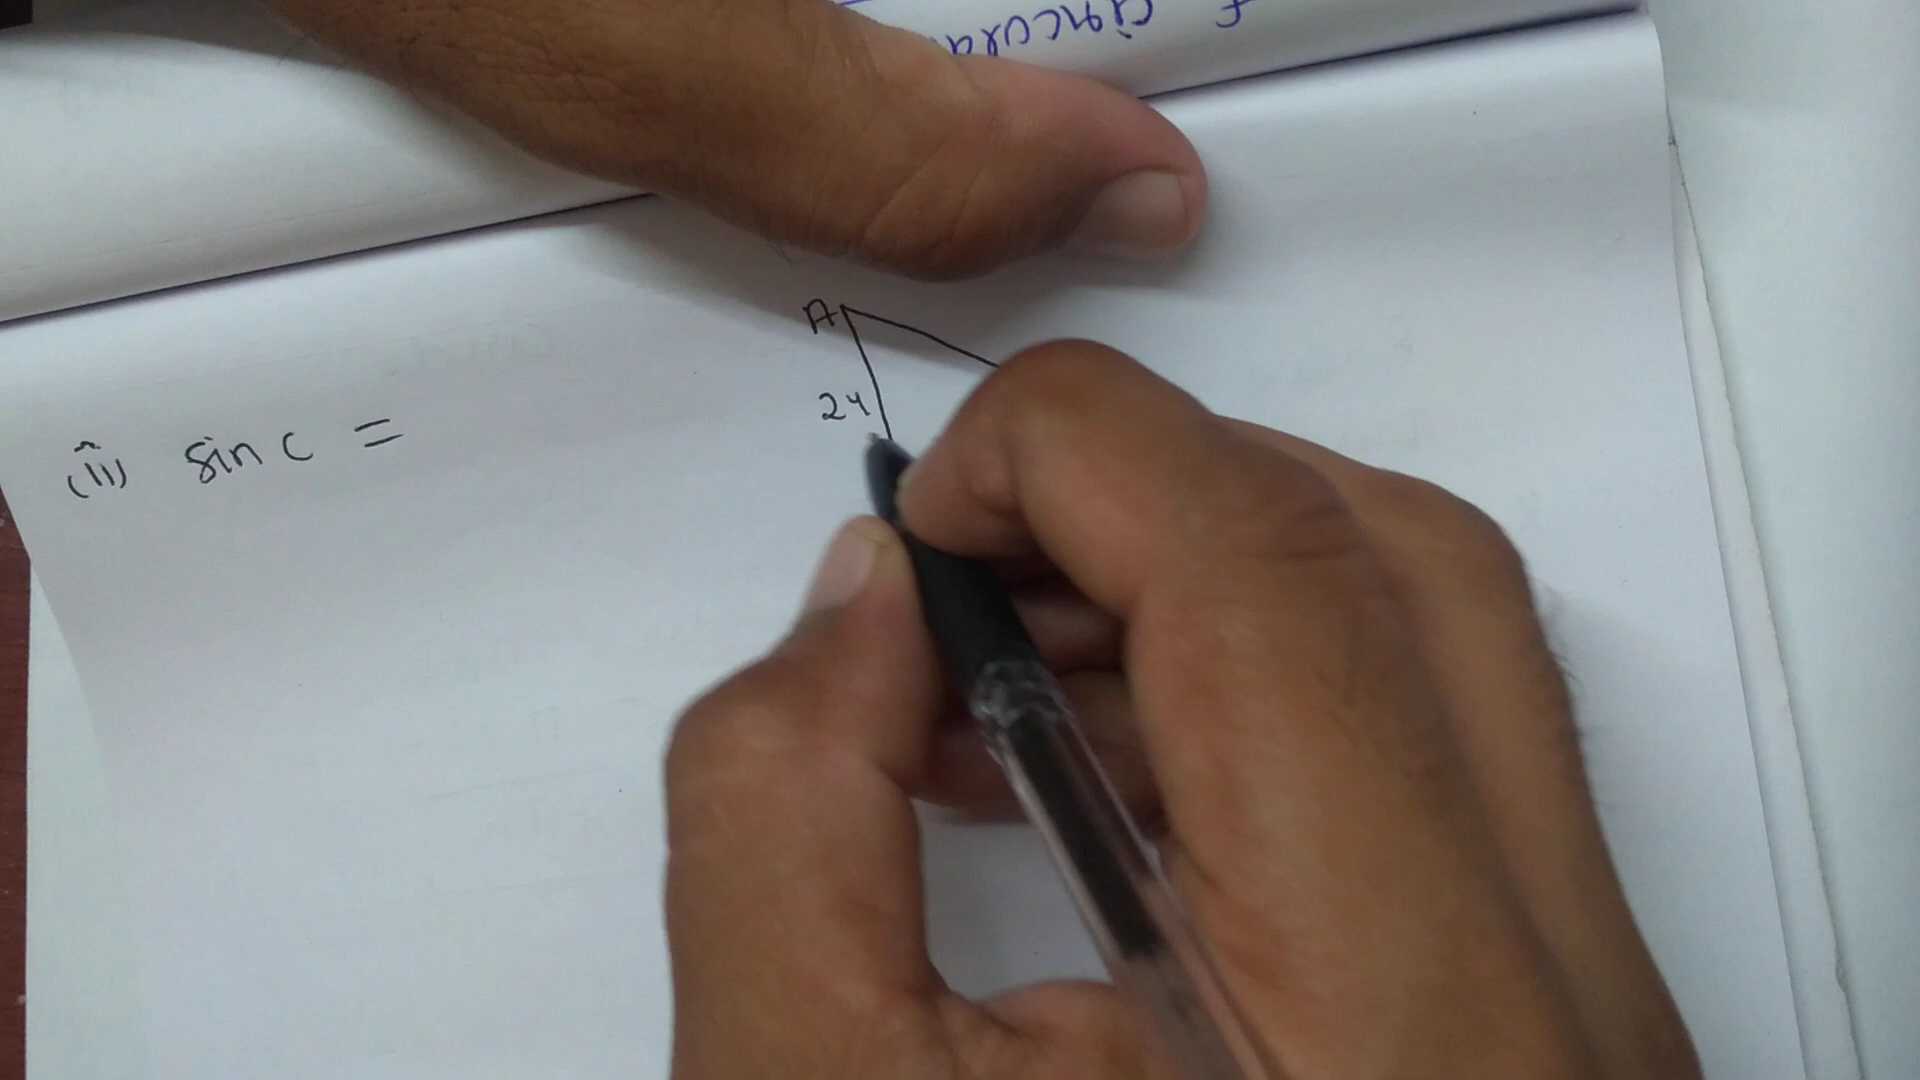 A
24
(ii) sin C =